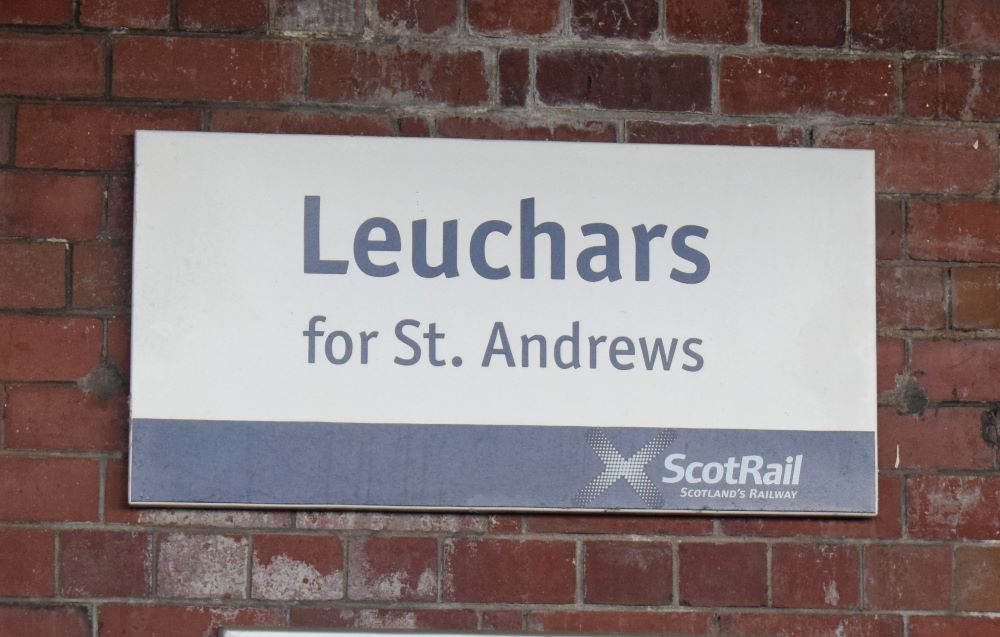 Leuchars
for St. Andrews
ScotRail
SCOTLAND'S RAILWAY